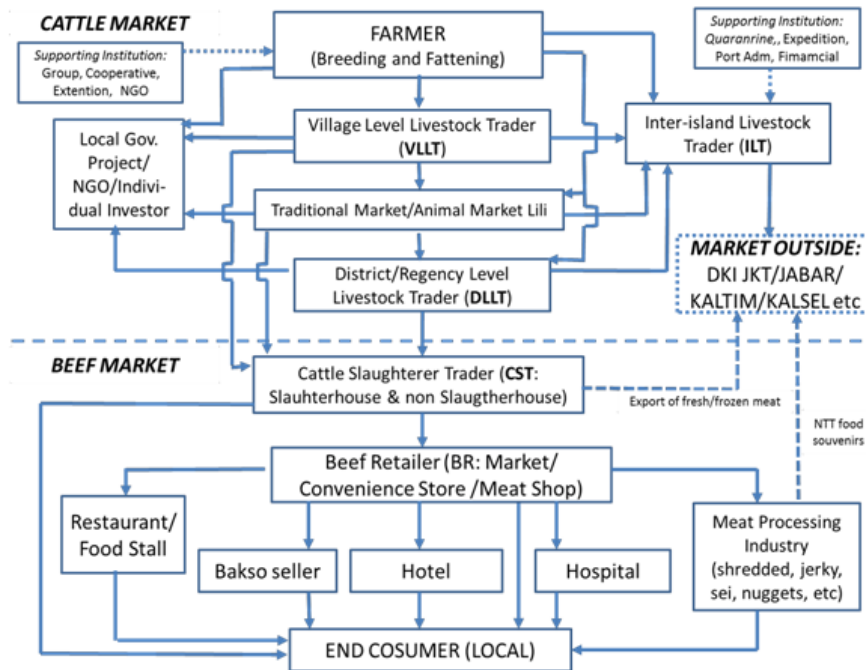 CATTLE MARKET
Supporting Institution:
Group, Cooperative,
Extention, NGO
FARMER
(Breeding and Fattening)
Supporting Institution:
Quaranrine,, Expedition,
Port Adm, Fimamcial
Local Gov.
Project/
NGO/Indivi-
dual Investor
Village Level Livestock Trader
(VLLT)
Inter-island Livestock
Trader (ILT)
Traditional Market/Animal Market Lili
District/Regency Level
Livestock Trader (DLLT)
MARKET OUTSIDE:
DKI JKT/JABAR/
KALTIM/KALSEL etc
BEEF MARKET
Cattle Slaughterer Trader (CST:
Slauhterhouse & non Slaugtherhouse)
Export of fresh/frozen meat
NTT food
souvenirs
Beef Retailer (BR: Market/
Convenience Store /Meat Shop)
Restaurant/
Food Stall
Bakso seller
Hotel
Hospital
Meat Processing
Industry
(shredded, jerky,
sei, nuggets, etc)
END COSUMER (LOCAL)